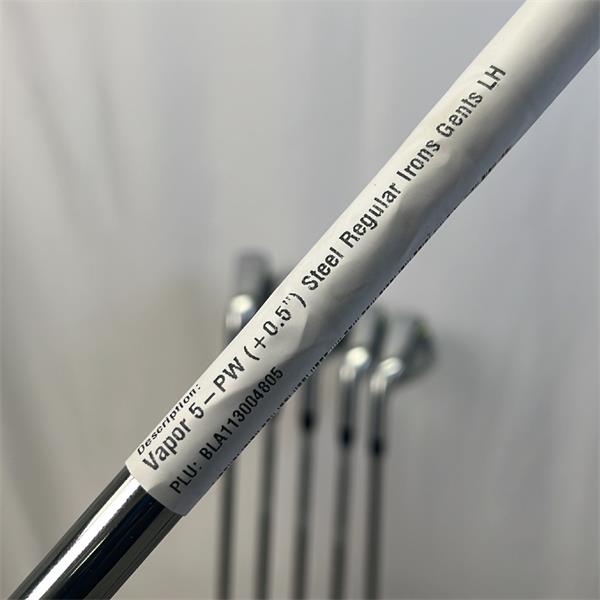 Description:
Vapor 5 – PW (+0.5") Steel Regular Irons Gents LH
PLU: BLA113004805